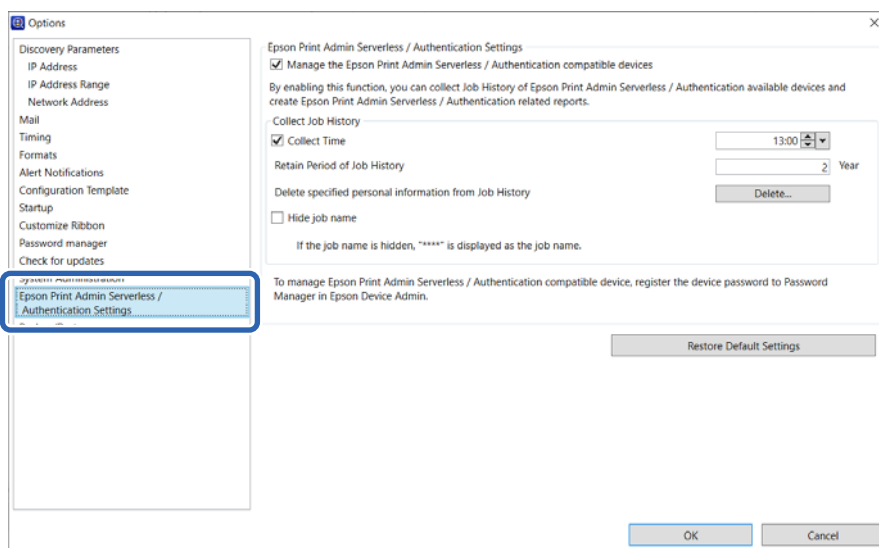 Options
Discovery Parameters
IP Address
IP Address Range
Network Address
Mail
Timing
Formats
Alert Notifications
Configuration Template
Startup
Customize Ribbon
Password manager
Check for updates
System Administration
Epson Print Admin Serverless /
Authentication Settings
Epson Print Admin Serverless / Authentication Settings
Manage the Epson Print Admin Serverless / Authentication compatible devices
By enabling this function, you can collect Job History of Epson Print Admin Serverless / Authentication available devices and
create Epson Print Admin Serverless / Authentication related reports.
Collect Job History
Collect Time 13:00
Retain Period of Job History 2 Year
Delete specified personal information from Job History Delete...
Hide job name
If the job name is hidden, "****" is displayed as the job name.
To manage Epson Print Admin Serverless / Authentication compatible device, register the device password to Password
Manager in Epson Device Admin.
Restore Default Settings
OK Cancel